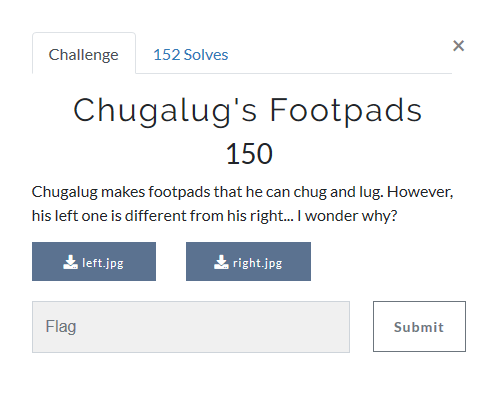 Challenge
152 Solves
×
Chugalug's Footpads
150
Chugalug makes footpads that he can chug and lug. However,
his left one is different from his right... I wonder why?
left.jpg
right.jpg
Flag
Submit